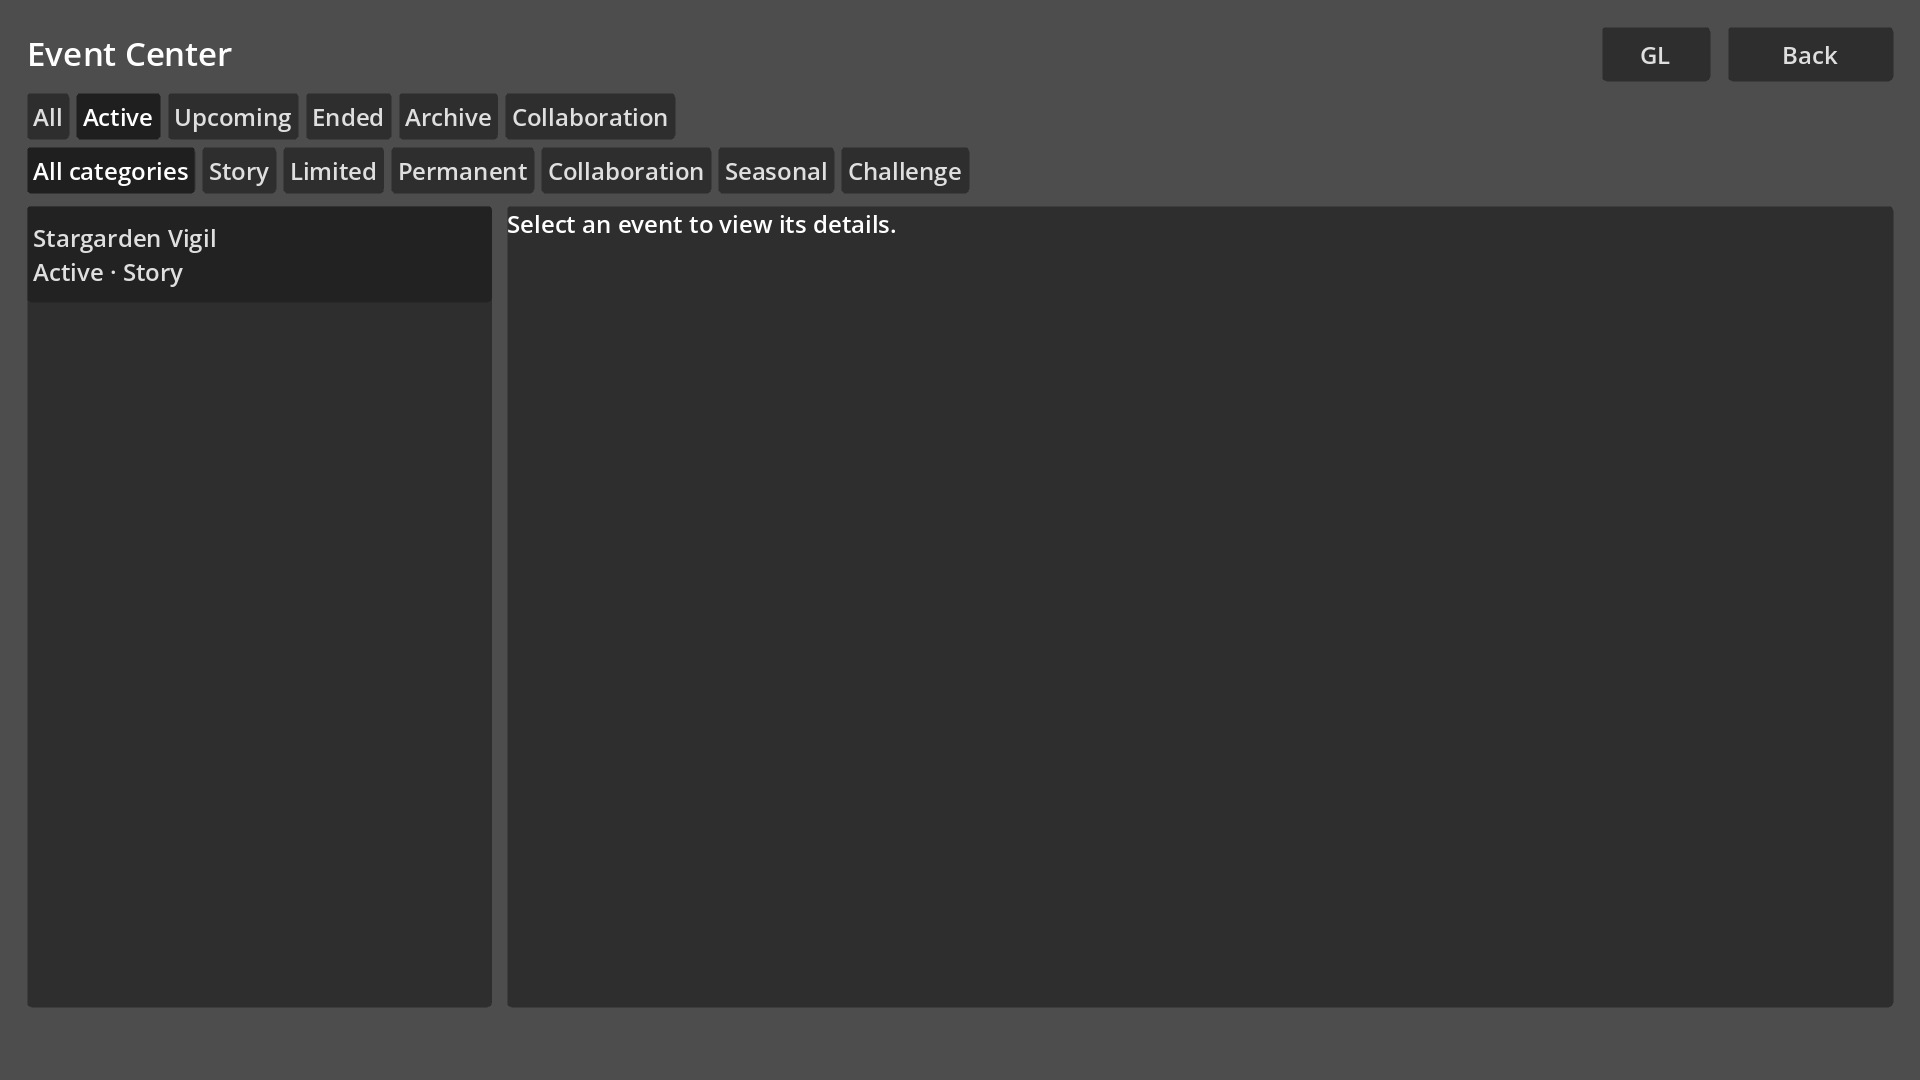 Event Center
GL
Back
All
Active
Upcoming
Ended
Archive
Collaboration
All categories
Story
Limited
Permanent
Collaboration
Seasonal
Challenge
Stargarden Vigil
Active · Story
Select an event to view its details.